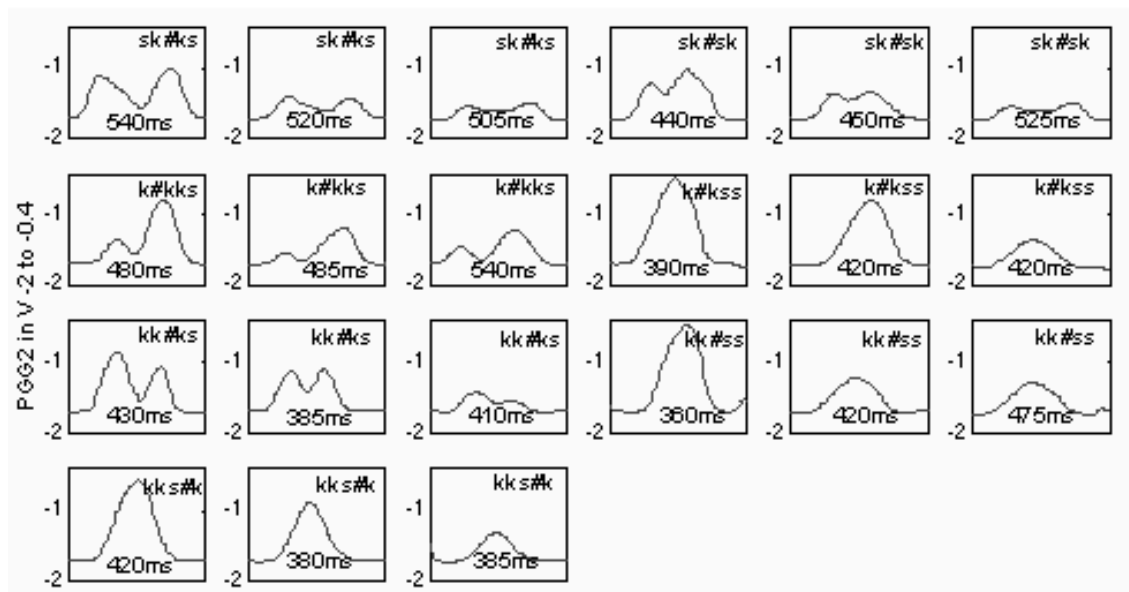 sk#ks sk#ks sk#ks sk#sk sk#sk sk#sk
-1 -1 -1 -1 -1 -1
540ms 520ms 505ms 440ms 460ms 525ms
-2 -2 -2 -2 -2 -2
k#kks k#kks k#kks k#kss k#kss k#kss
-1 -1 -1 -1 -1 -1
480ms 485ms 540ms 390ms 420ms 420ms
-2 -2 -2 -2 -2 -2
PGG2 in V -2 to -0.4
kk#ks kk#ks kk#ks kk#ss kk#ss kk#ss
-1 -1 -1 -1 -1 -1
430ms 385ms 410ms 360ms 420ms 475ms
-2 -2 -2 -2 -2 -2
kks#k kks#k kks#k
-1 -1 -1
420ms 380ms 385ms
-2 -2 -2